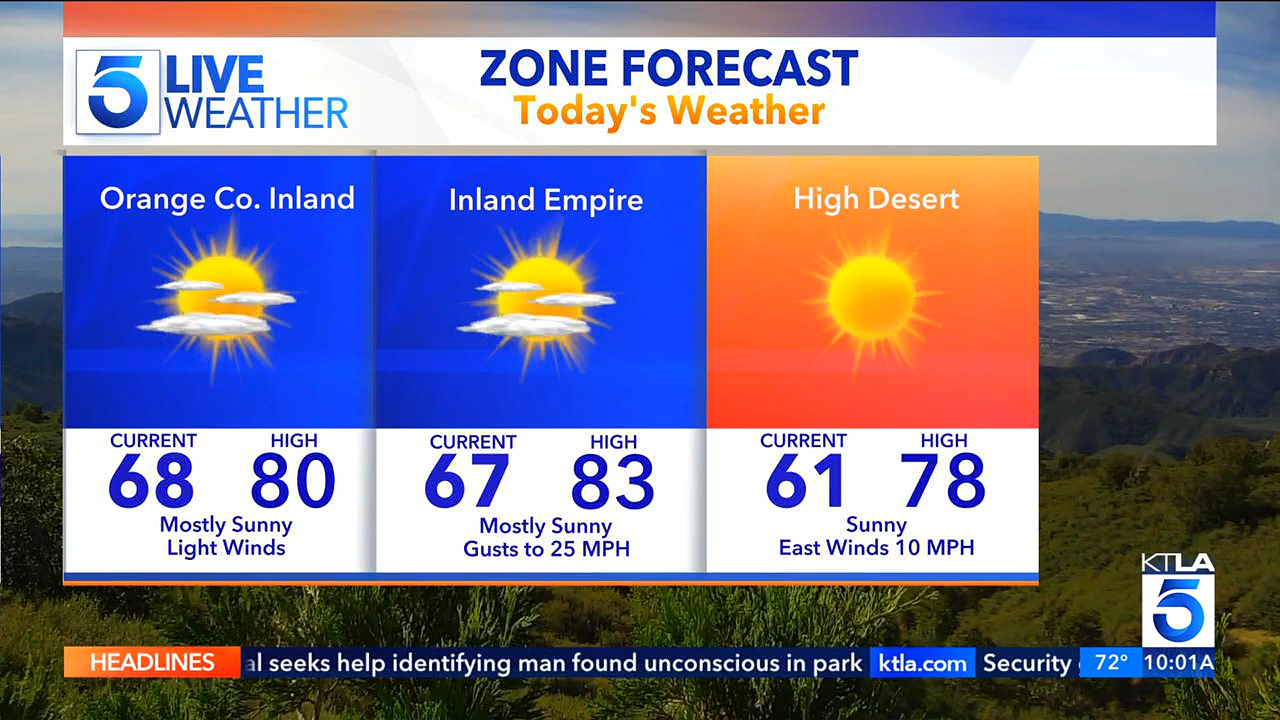 5 LIVE WEATHER
ZONE FORECAST
Today's Weather
Orange Co. Inland
CURRENT HIGH
68 80
Mostly Sunny
Light Winds
Inland Empire
CURRENT HIGH
67 83
Mostly Sunny
Gusts to 25 MPH
High Desert
CURRENT HIGH
61 78
Sunny
East Winds 10 MPH
KTLA
5
HEADLINES al seeks help identifying man found unconscious in park ktla.com Security 72° 10:01A